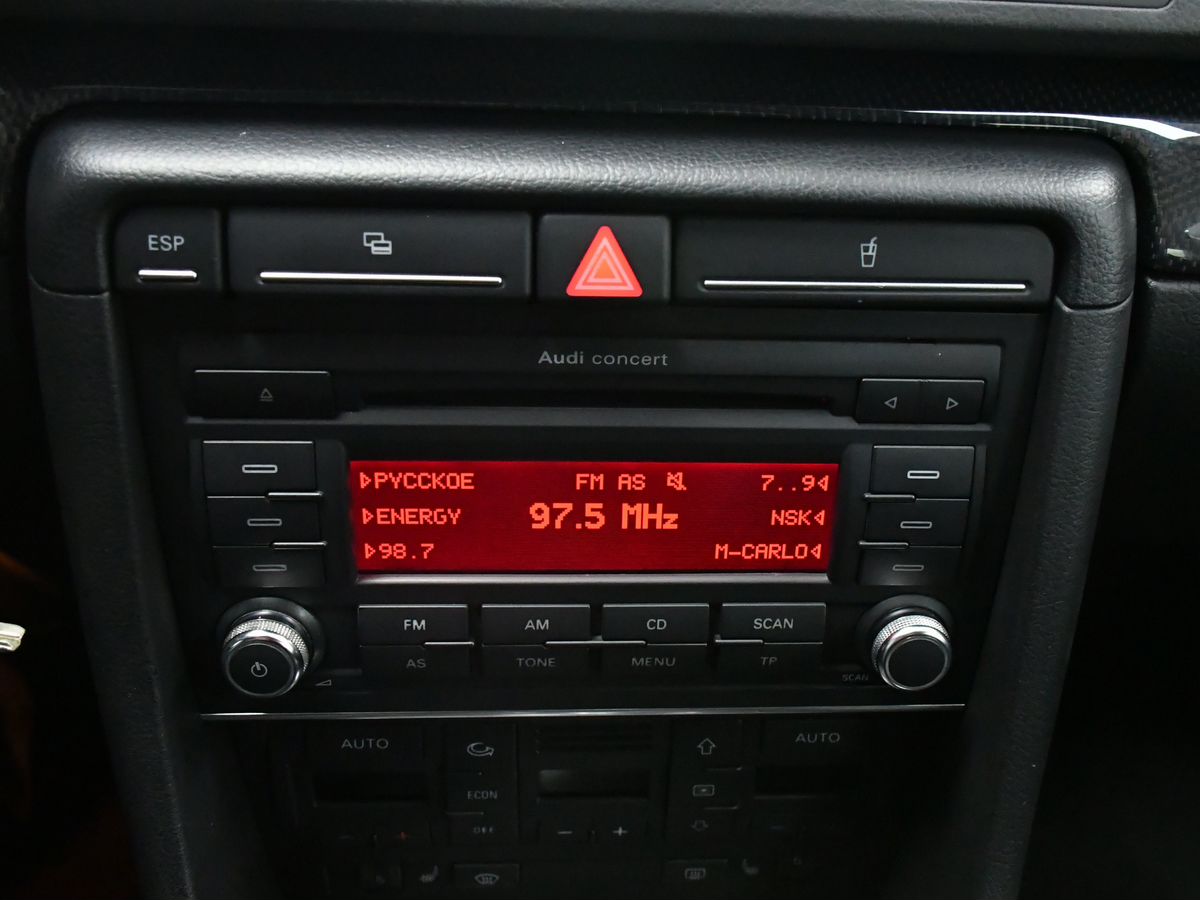 ESP
Audi concert
РУССКОЕ FM AS 7..9
ENERGY 97.5 MHz NSK
98.7 M-CARLO
FM AM CD SCAN
AS TONE MENU TP
SCAN
AUTO AUTO
ECON
OFF